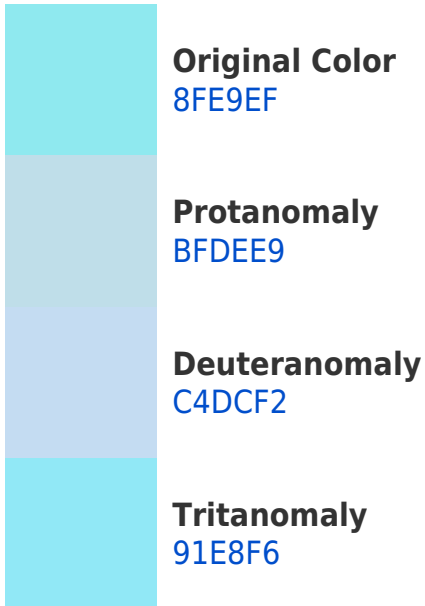 Original Color
8FE9EF
Protanomaly
BFDEE9
Deuteranomaly
C4DCF2
Tritanomaly
91E8F6